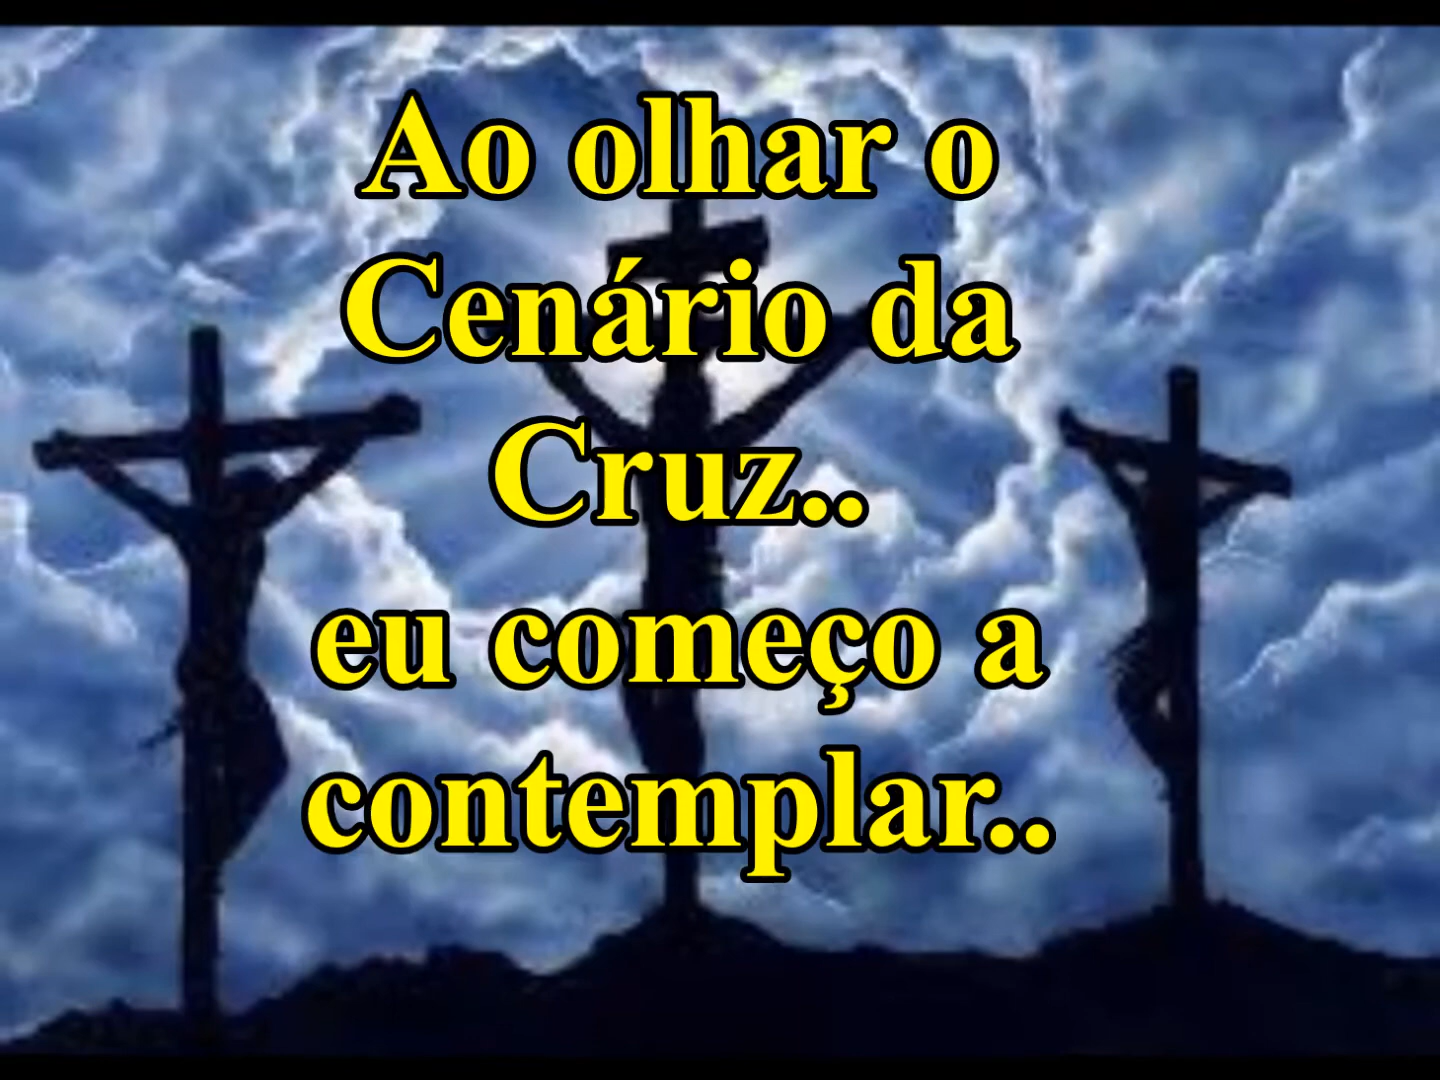 Ao olhar o
Cenário da
Cruz..
eu começo a
contemplar..